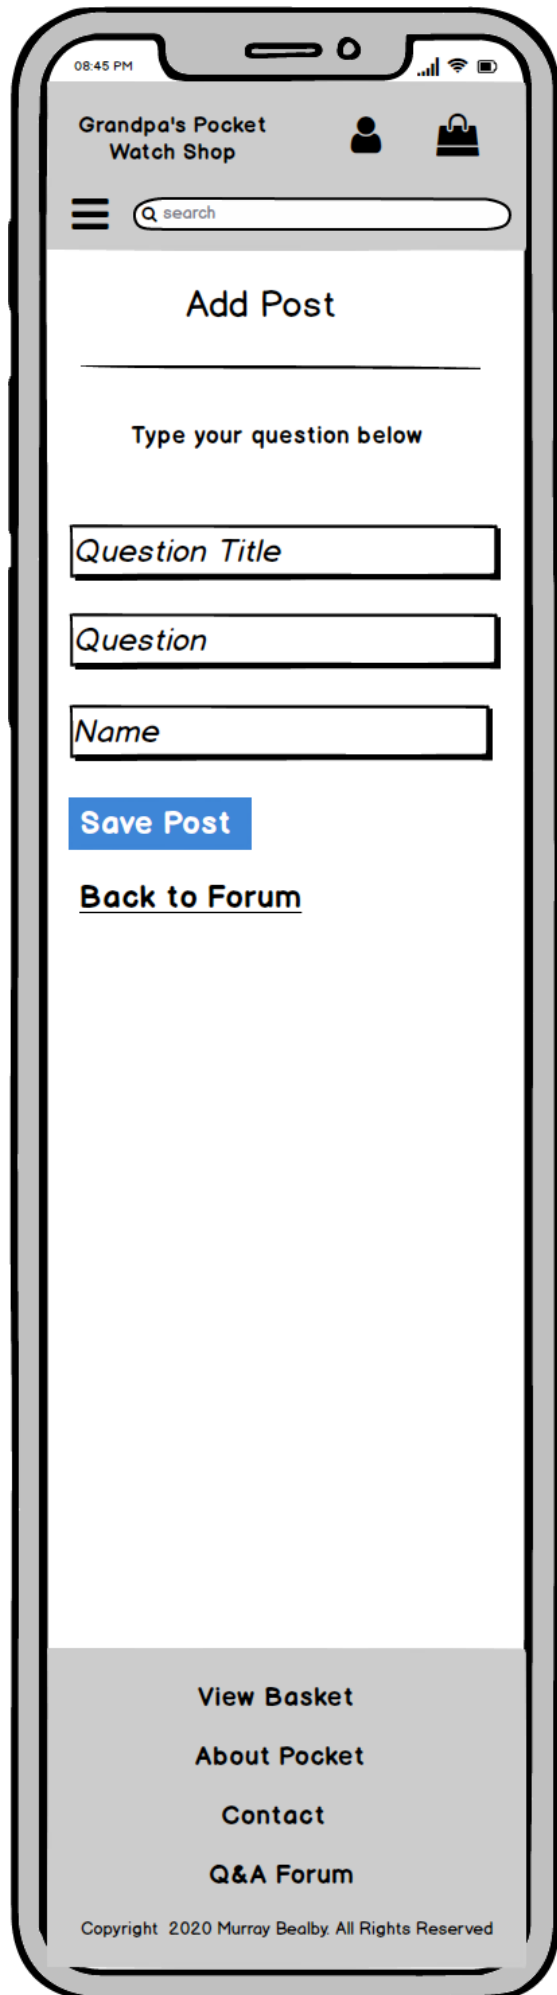 08:45 PM
Grandpa's Pocket
Watch Shop
search
Add Post
Type your question below
Question Title
Question
Name
Save Post
Back to Forum
View Basket
About Pocket
Contact
Q&A Forum
Copyright 2020 Murray Bealby. All Rights Reserved